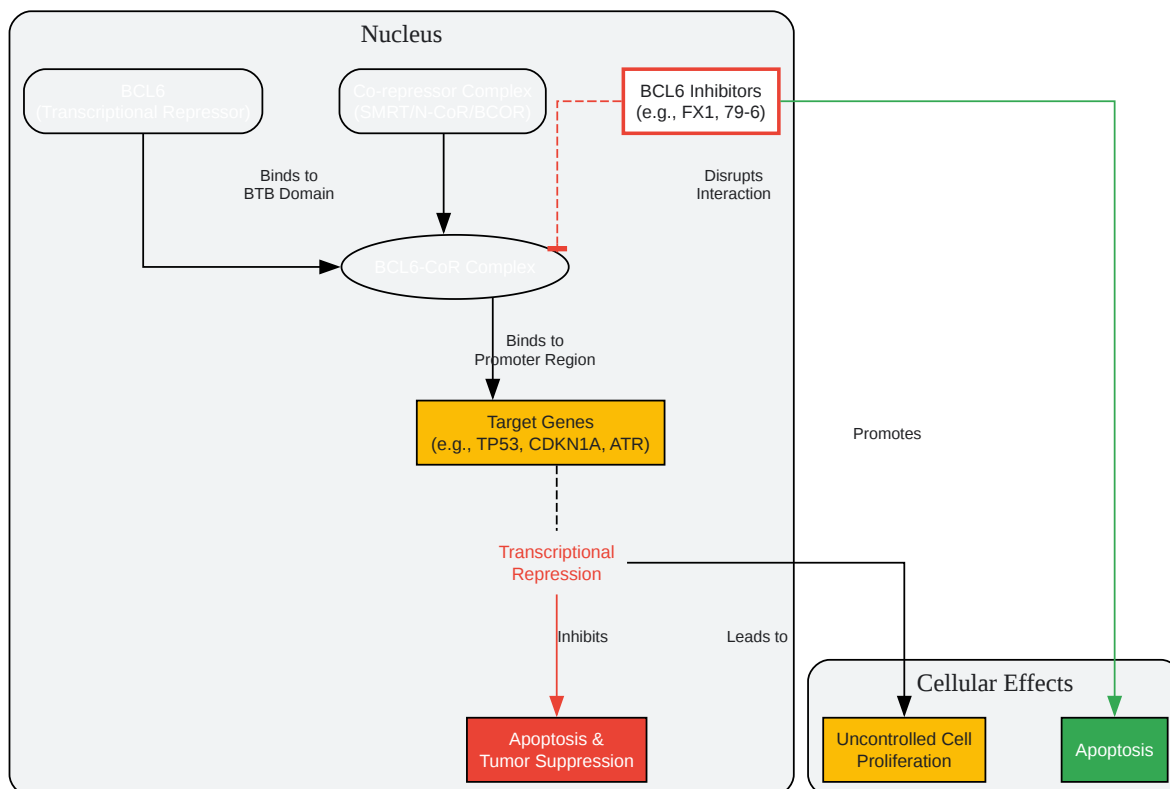 Nucleus
BCL6
(Transcriptional Repressor)
Co-repressor Complex
(SMRT/N-CoR/BCOR)
BCL6 Inhibitors
(e.g., FX1, 79-6)
Binds to
BTB Domain
Disrupts
Interaction
BCL6-CoR Complex
Binds to
Promoter Region
Target Genes
(e.g., TP53, CDKN1A, ATR)
Promotes
Transcriptional
Repression
Inhibits
Leads to
Cellular Effects
Apoptosis &
Tumor Suppression
Uncontrolled Cell
Proliferation
Apoptosis